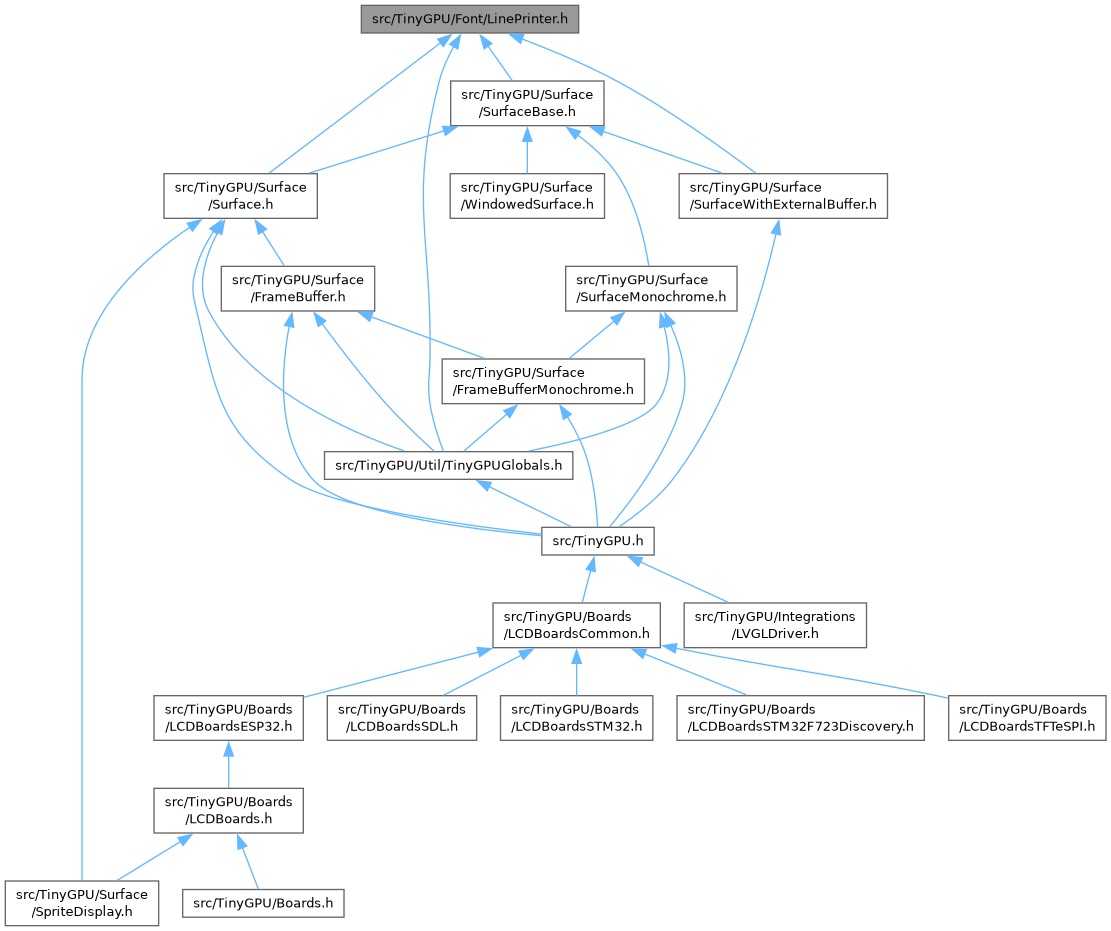 src/TinyGPU/Font/LinePrinter.h
src/TinyGPU/Surface
/SurfaceBase.h
src/TinyGPU/Surface
/Surface.h
src/TinyGPU/Surface
/WindowedSurface.h
src/TinyGPU/Surface
/SurfaceWithExternalBuffer.h
src/TinyGPU/Surface
/FrameBuffer.h
src/TinyGPU/Surface
/SurfaceMonochrome.h
src/TinyGPU/Surface
/FrameBufferMonochrome.h
src/TinyGPU/Util/TinyGPUGlobals.h
src/TinyGPU.h
src/TinyGPU/Boards
/LCDBoardsCommon.h
src/TinyGPU/Integrations
/LVGLDriver.h
src/TinyGPU/Boards
/LCDBoardsESP32.h
src/TinyGPU/Boards
/LCDBoardsSDL.h
src/TinyGPU/Boards
/LCDBoardsSTM32.h
src/TinyGPU/Boards
/LCDBoardsSTM32F723Discovery.h
src/TinyGPU/Boards
/LCDBoardsTFTeSPI.h
src/TinyGPU/Boards
/LCDBoards.h
src/TinyGPU/Surface
/SpriteDisplay.h
src/TinyGPU/Boards.h